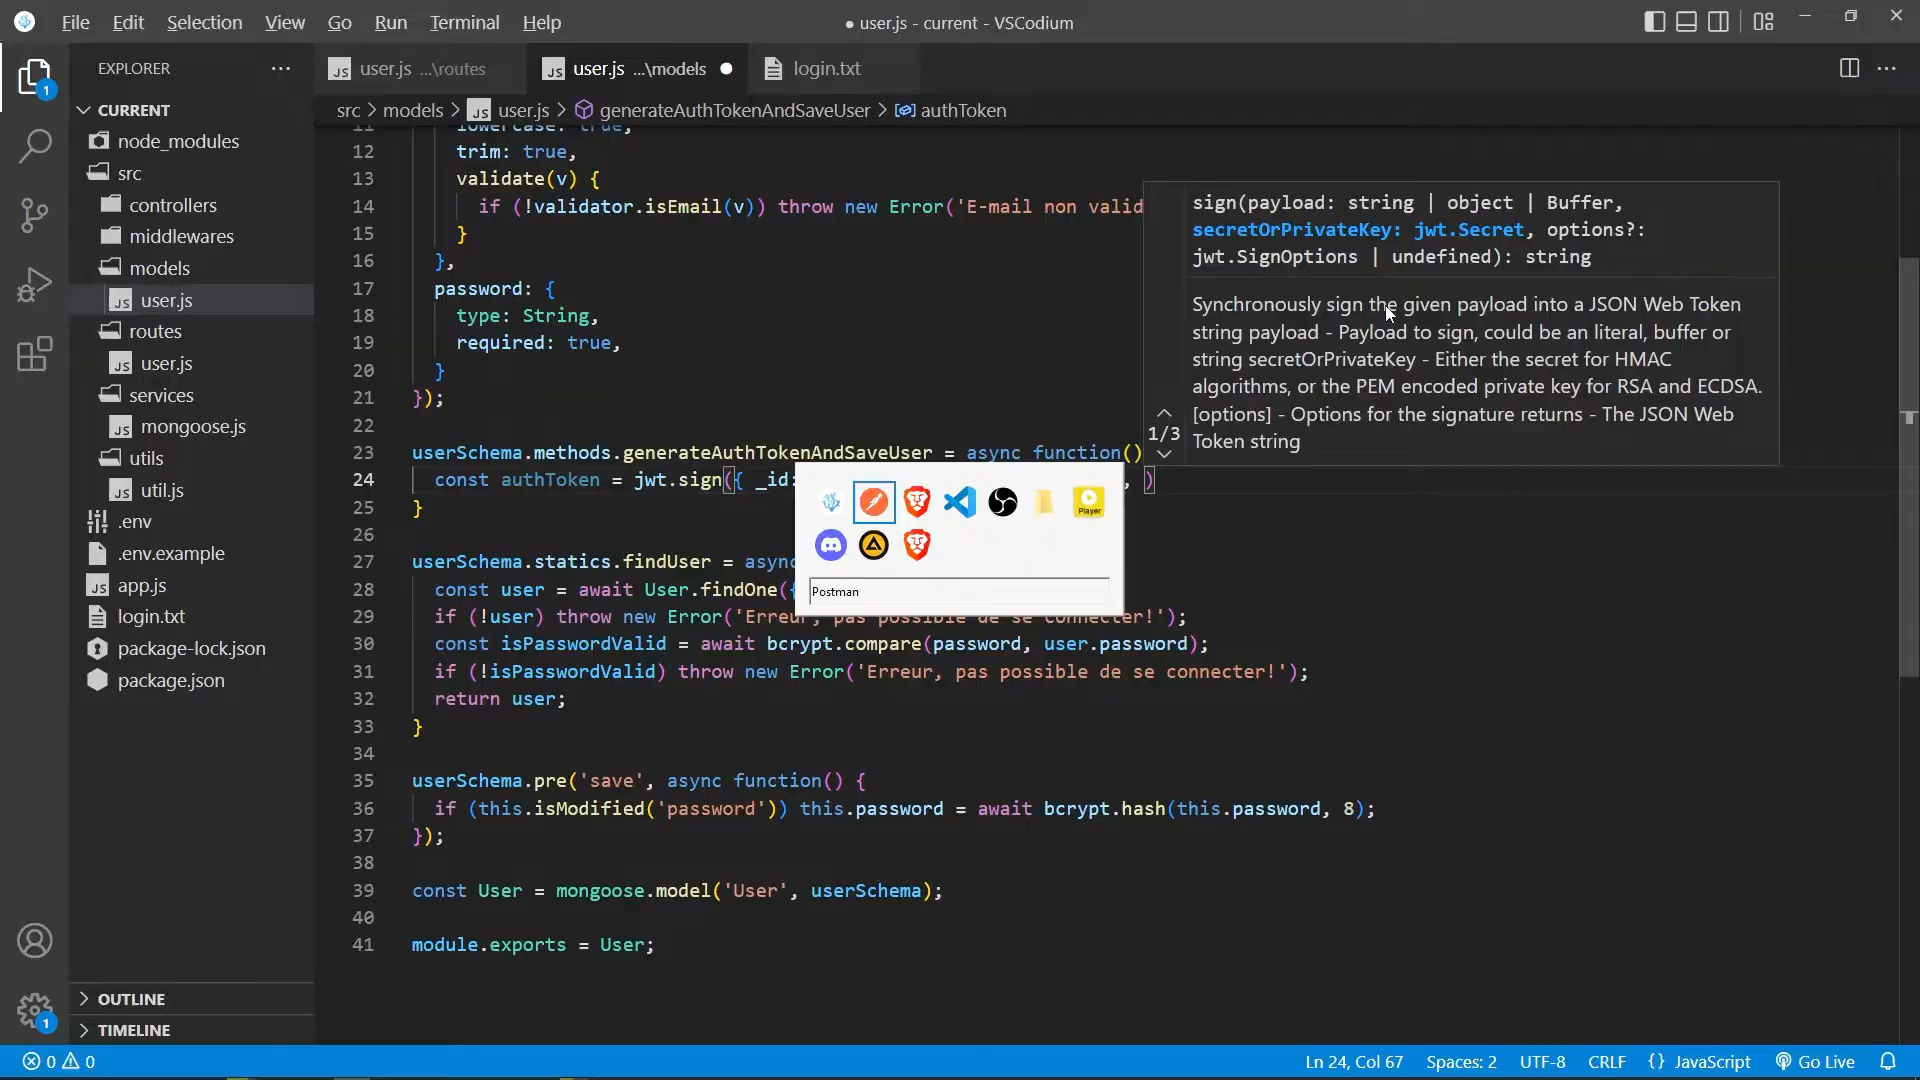 File Edit Selection View Go Run Terminal Help
● user.js - current - VSCodium
EXPLORER
CURRENT
node_modules
src
controllers
middlewares
models
JS user.js
routes
JS user.js
services
JS mongoose.js
utils
JS util.js
.env
.env.example
JS app.js
login.txt
package-lock.json
package.json
OUTLINE
TIMELINE
1
1
JS user.js ...\routes
JS user.js ...\models
login.txt
src > models > JS user.js > generateAuthTokenAndSaveUser > authToken
11 lowercase: true,
12 trim: true,
13 validate(v) {
14 if (!validator.isEmail(v)) throw new Error('E-mail non valid
15 }
16 },
17 password: {
18 type: String,
19 required: true,
20 }
21 });
22
23 userSchema.methods.generateAuthTokenAndSaveUser = async function()
24 const authToken = jwt.sign({ _id: , )
25 }
26
27 userSchema.statics.findUser = async
28 const user = await User.findOne({
29 if (!user) throw new Error('Erreur, pas possible de se connecter!');
30 const isPasswordValid = await bcrypt.compare(password, user.password);
31 if (!isPasswordValid) throw new Error('Erreur, pas possible de se connecter!');
32 return user;
33 }
34
35 userSchema.pre('save', async function() {
36 if (this.isModified('password')) this.password = await bcrypt.hash(this.password, 8);
37 });
38
39 const User = mongoose.model('User', userSchema);
40
41 module.exports = User;
sign(payload: string | object | Buffer,
secretOrPrivateKey: jwt.Secret, options?:
jwt.SignOptions | undefined): string
Synchronously sign the given payload into a JSON Web Token
string payload - Payload to sign, could be an literal, buffer or
string secretOrPrivateKey - Either the secret for HMAC
algorithms, or the PEM encoded private key for RSA and ECDSA.
[options] - Options for the signature returns - The JSON Web
Token string
1/3
Player
Postman
0 0
Ln 24, Col 67 Spaces: 2 UTF-8 CRLF {} JavaScript Go Live